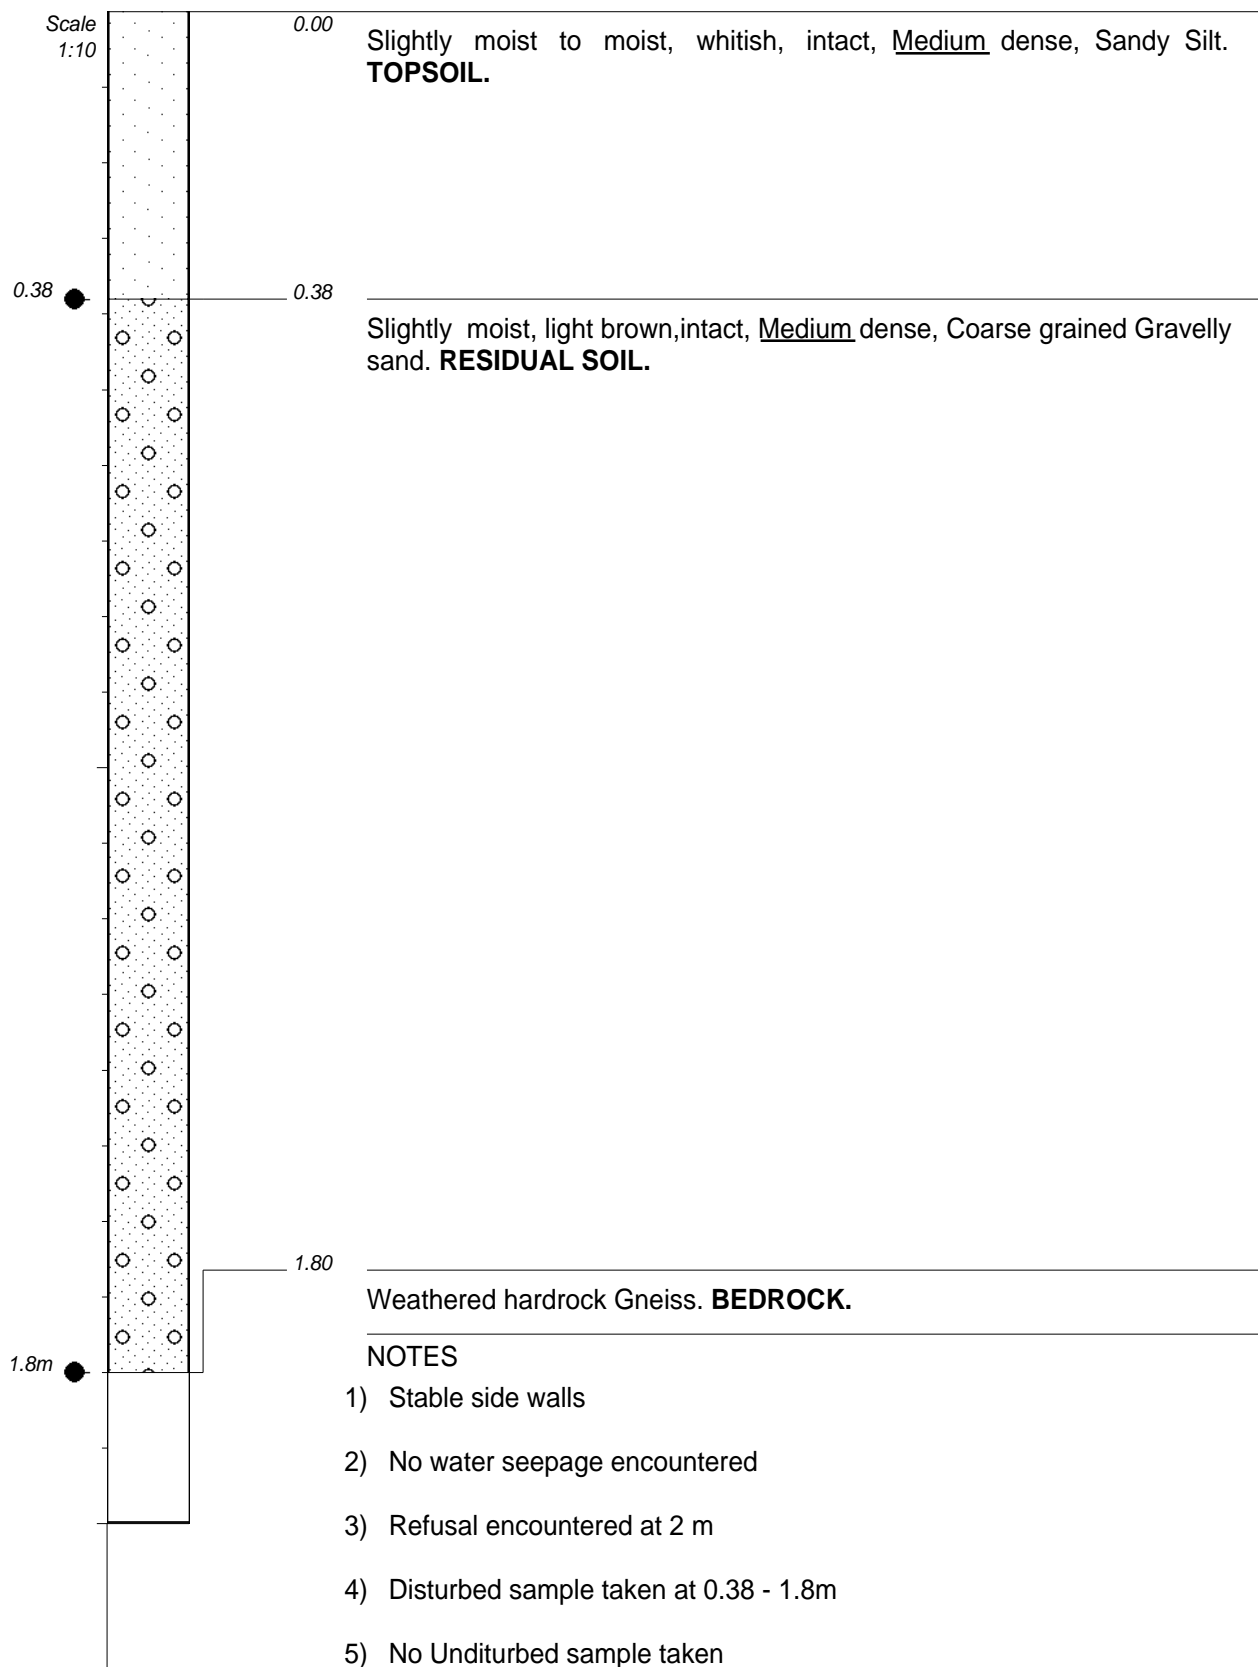 Scale
1:10
0.00
Slightly moist to moist, whitish, intact, Medium dense, Sandy Silt.
TOPSOIL.
0.38
0.38
Slightly moist, light brown,intact, Medium dense, Coarse grained Gravelly
sand. RESIDUAL SOIL.
1.80
Weathered hardrock Gneiss. BEDROCK.
1.8m
NOTES
1) Stable side walls
2) No water seepage encountered
3) Refusal encountered at 2 m
4) Disturbed sample taken at 0.38 - 1.8m
5) No Unditurbed sample taken